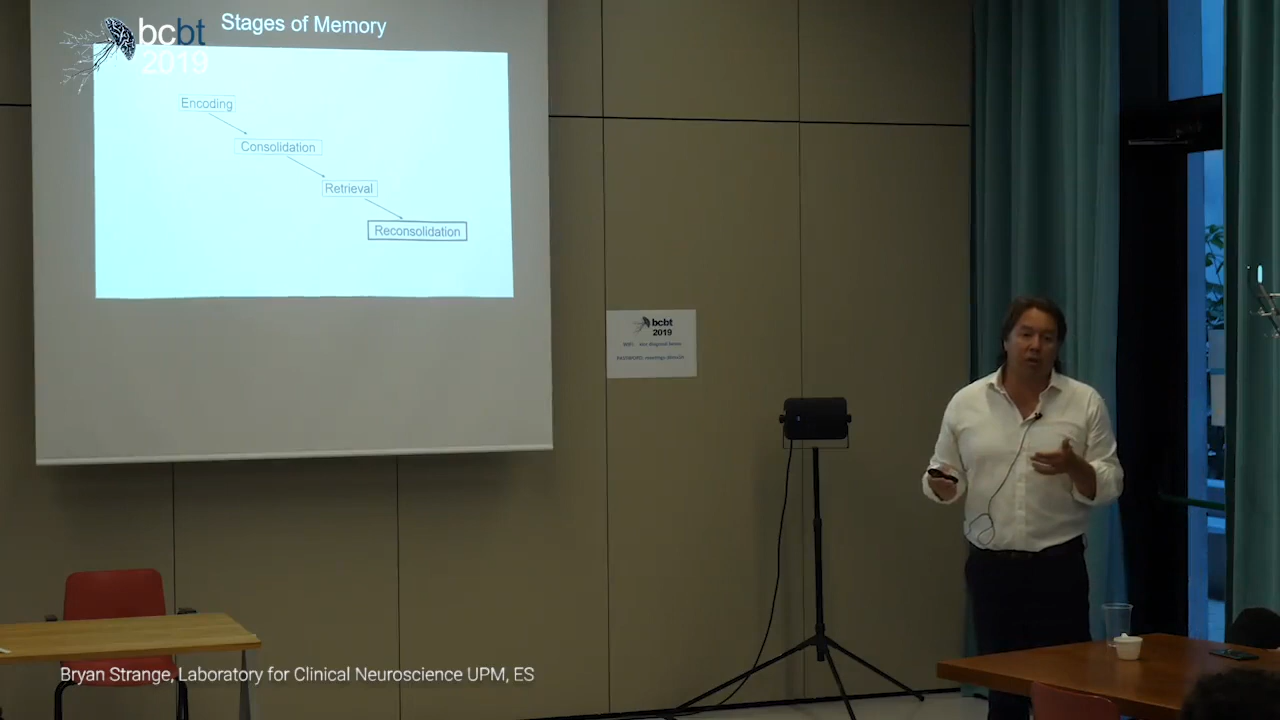 Stages of Memory
bcbt
2019
Encoding
Consolidation
Retrieval
Reconsolidation
bcbt
2019
Bryan Strange, Laboratory for Clinical Neuroscience UPM, ES